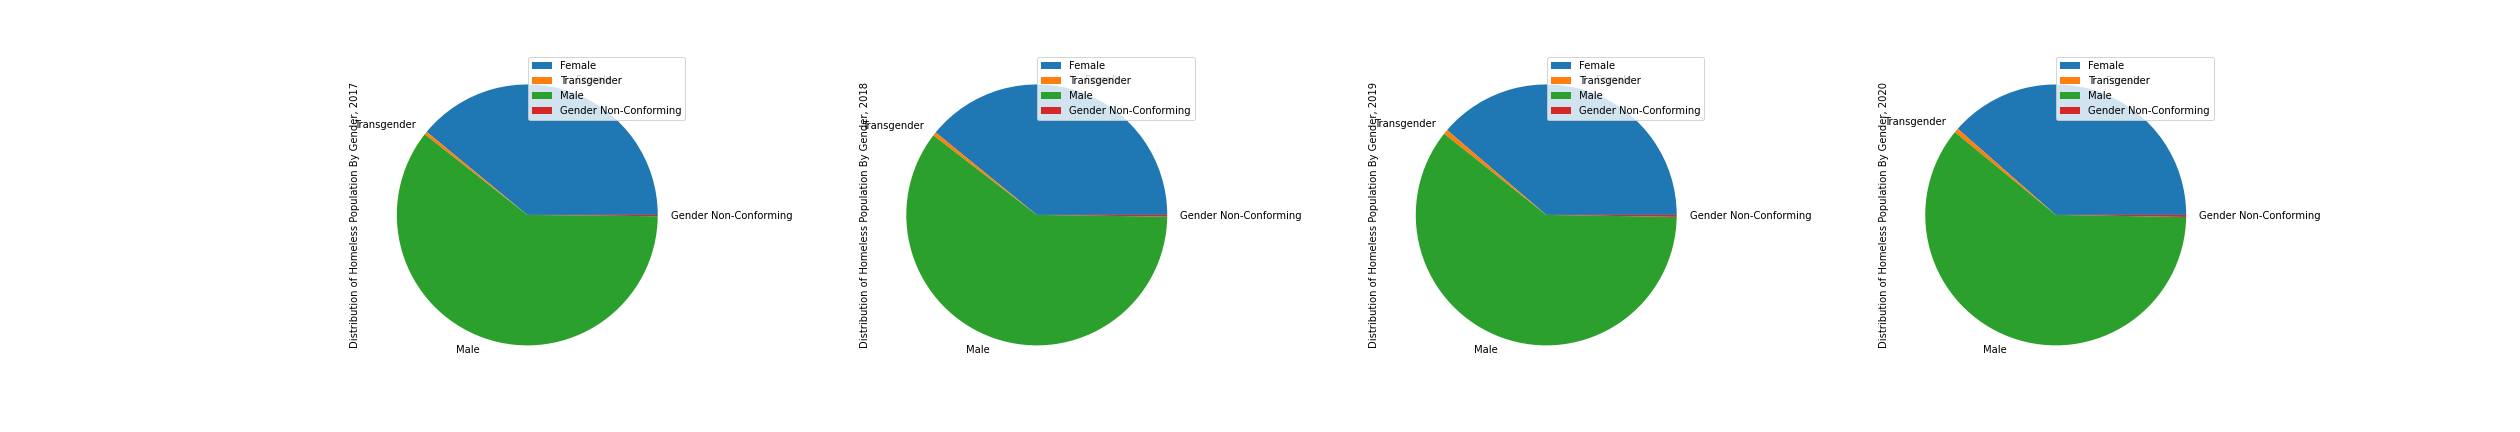 Distribution of Homeless Population By Gender, 2017
Female
Transgender
Male
Gender Non-Conforming
Transgender
Gender Non-Conforming
Male
Distribution of Homeless Population By Gender, 2018
Female
Transgender
Male
Gender Non-Conforming
Transgender
Gender Non-Conforming
Male
Distribution of Homeless Population By Gender, 2019
Female
Transgender
Male
Gender Non-Conforming
Transgender
Gender Non-Conforming
Male
Distribution of Homeless Population By Gender, 2020
Female
Transgender
Male
Gender Non-Conforming
Transgender
Gender Non-Conforming
Male